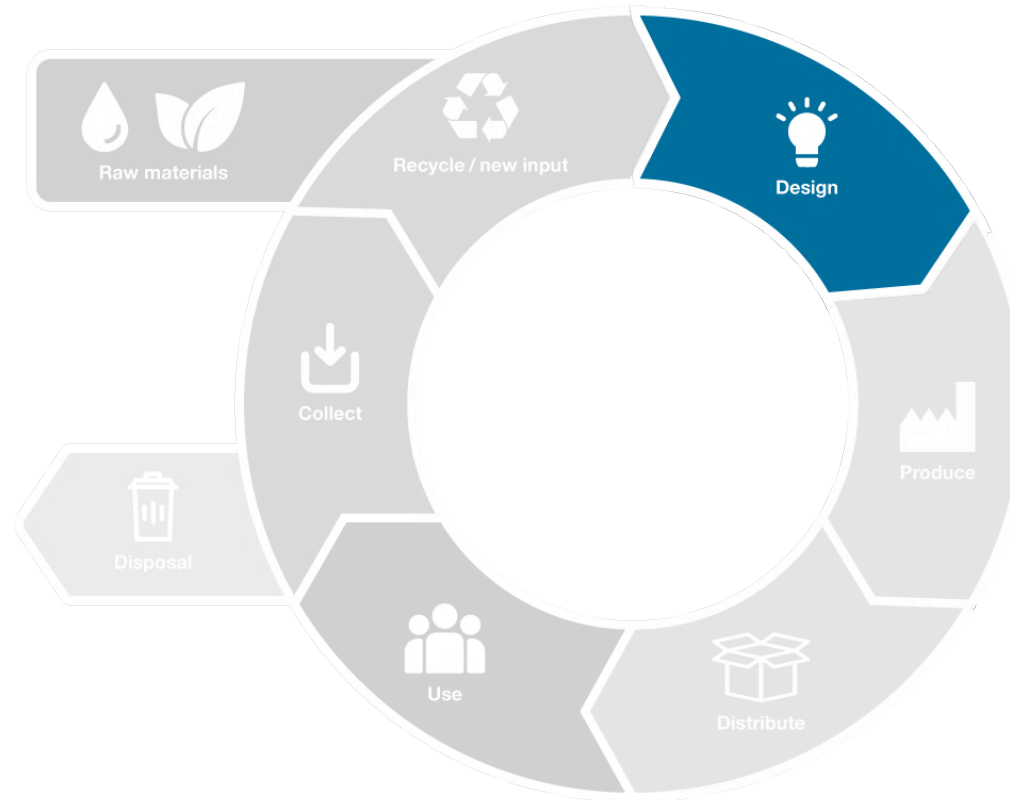 Raw materials
Recycle / new input
Design
Collect
Produce
Disposal
Use
Distribute